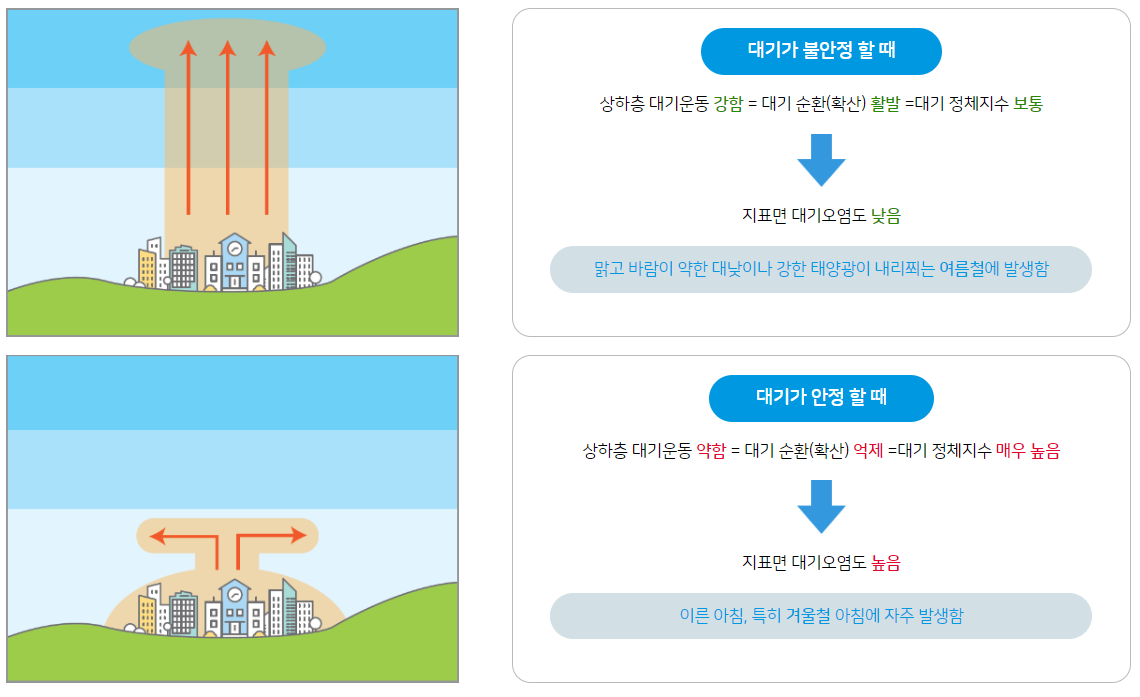 대기가 불안정 할 때
상하층 대기운동 강함 = 대기 순환(확산) 활발 =대기 정체지수 보통
지표면 대기오염도 낮음
맑고 바람이 약한 대낮이나 강한 태양광이 내리쬐는 여름철에 발생함
대기가 안정 할 때
상하층 대기운동 약함 = 대기 순환(확산) 억제 =대기 정체지수 매우 높음
지표면 대기오염도 높음
이른 아침, 특히 겨울철 아침에 자주 발생함